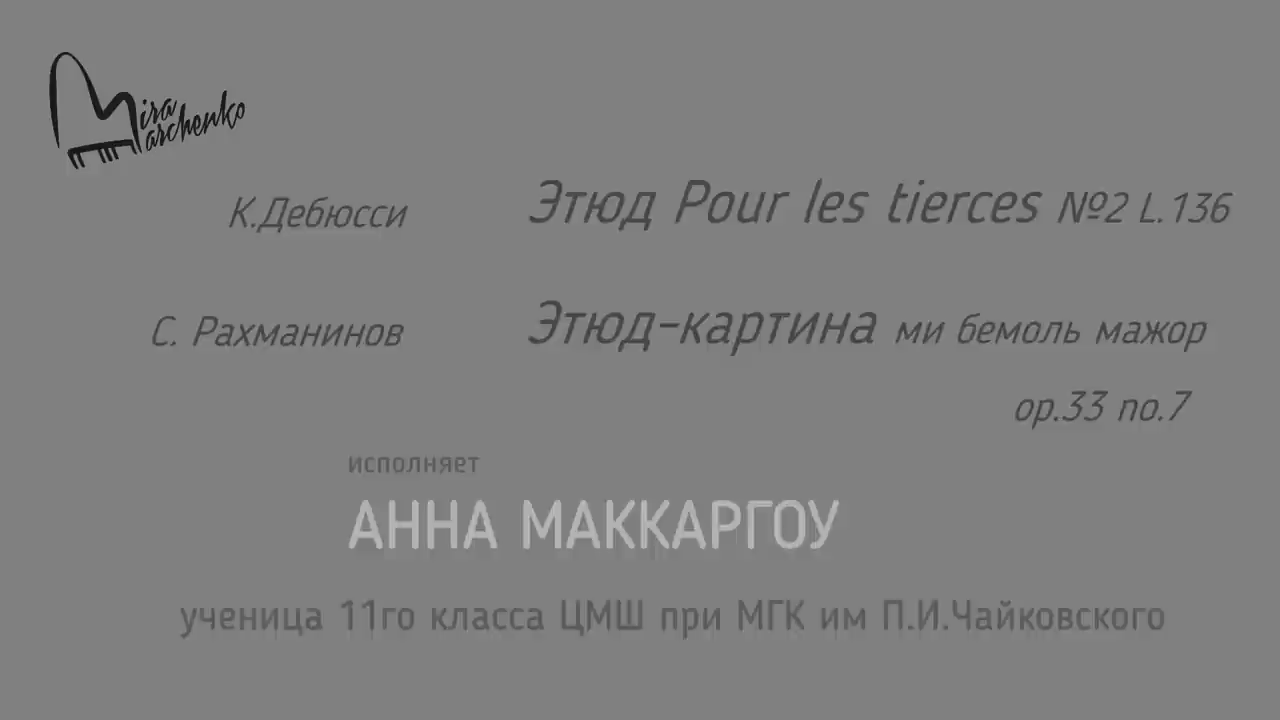 Mira
Marchenko
К.Дебюсси Этюд Pour les tierces №2 L.136
С. Рахманинов Этюд-картина ми бемоль мажор
op.33 no.7
исполняет
АННА МАККАРГОУ
ученица 11го класса ЦМШ при МГК им П.И.Чайковского